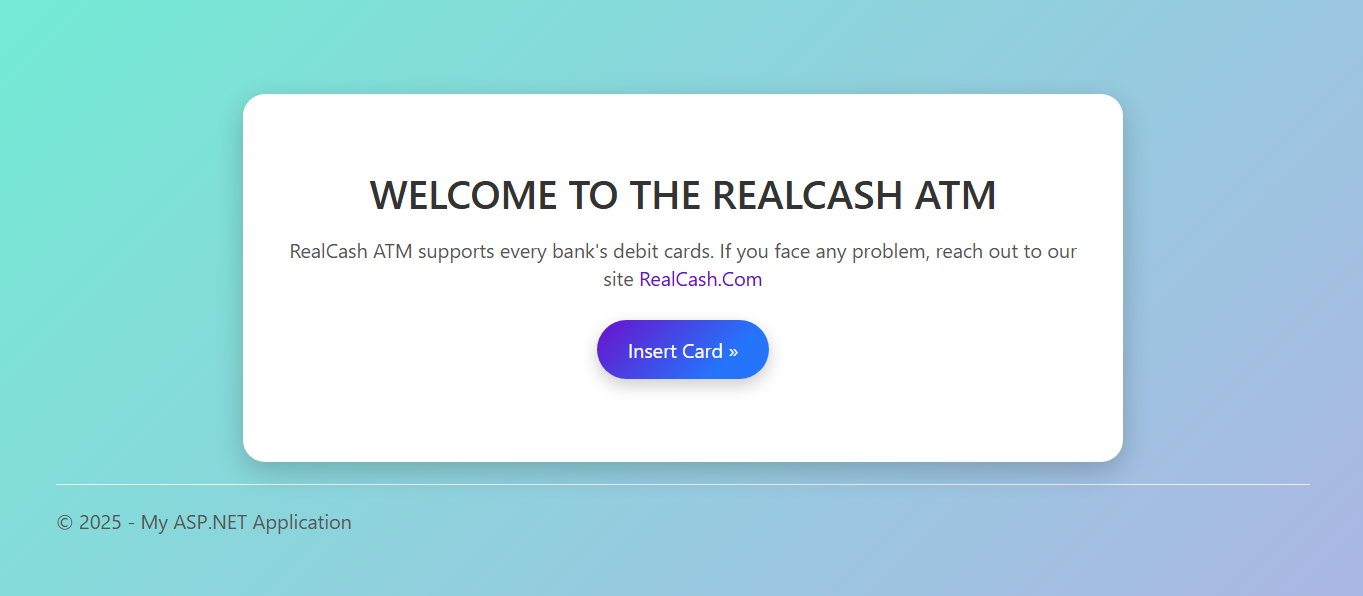 WELCOME TO THE REALCASH ATM
RealCash ATM supports every bank's debit cards. If you face any problem, reach out to our
site RealCash.Com
Insert Card »
© 2025 - My ASP.NET Application